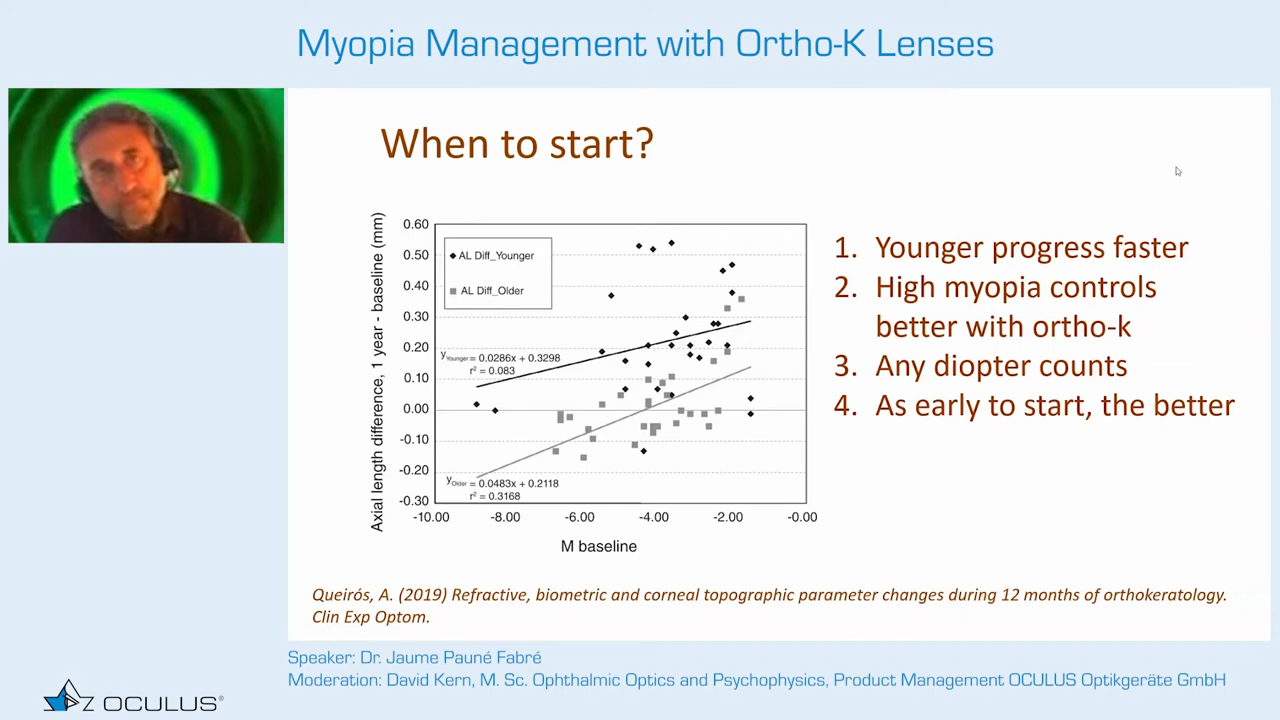 Myopia Management with Ortho-K Lenses
When to start?
Axial length difference, 1 year - baseline (mm)
0.60
0.50
0.40
0.30
0.20
0.10
0.00
-0.10
-0.20
-0.30
AL Diff_Younger
AL Diff_Older
yYounger = 0.0286x + 0.3298
r² = 0.083
yOlder = 0.0483x + 0.2118
r² = 0.3168
-10.00 -8.00 -6.00 -4.00 -2.00 -0.00
M baseline
1. Younger progress faster
2. High myopia controls
better with ortho-k
3. Any diopter counts
4. As early to start, the better
Queirós, A. (2019) Refractive, biometric and corneal topographic parameter changes during 12 months of orthokeratology.
Clin Exp Optom.
Speaker: Dr. Jaume Pauné Fabré
Moderation: David Kern, M. Sc. Ophthalmic Optics and Psychophysics, Product Management OCULUS Optikgeräte GmbH
OCULUS®